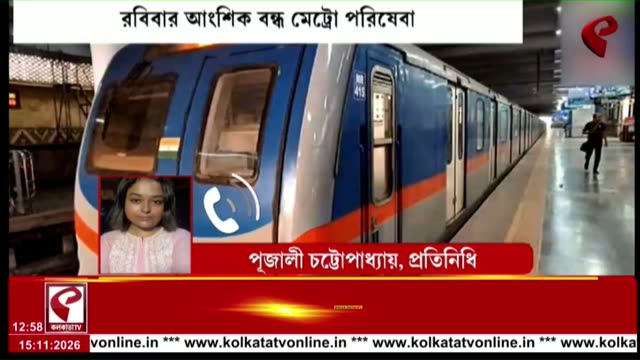 রবিবার আংশিক বন্ধ মেট্রো পরিষেবা
NR
415
পূজালী চট্টোপাধ্যায়, প্রতিনিধি
কলকাতা TV
12:58
15:11:2026
vonline.in *** www.kolkatatvonline.in *** www.kolkatatvonline.in